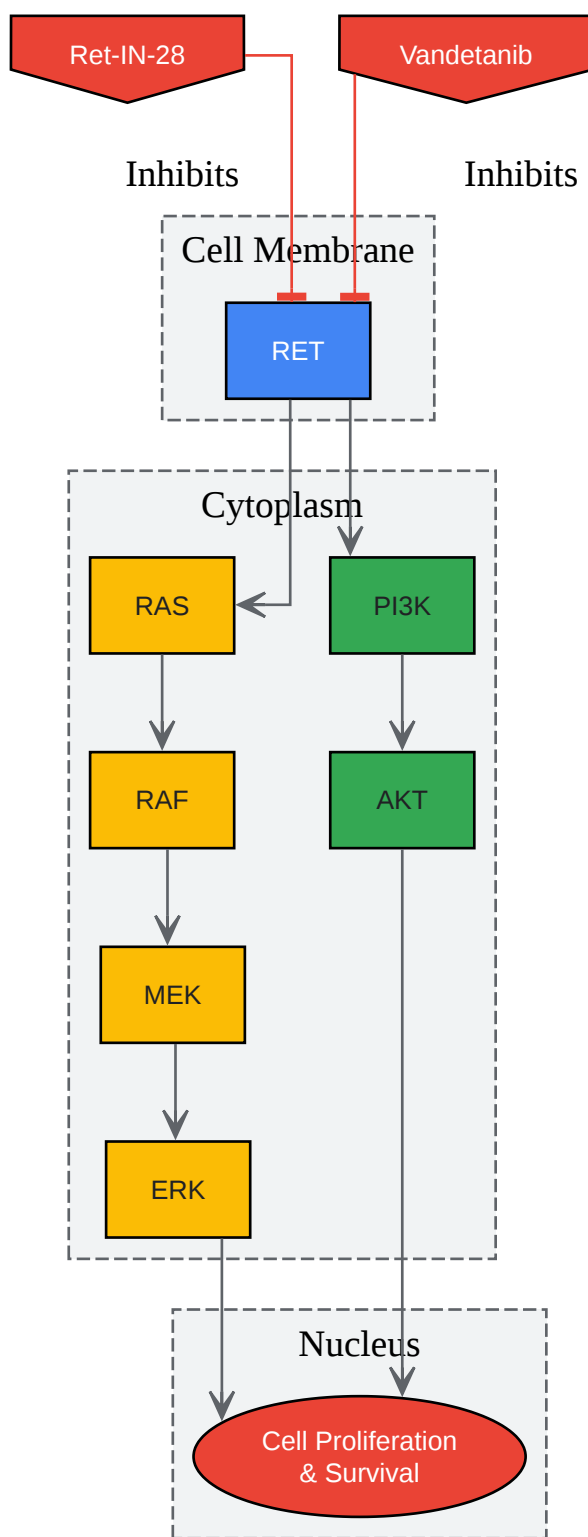 Ret-IN-28
Vandetanib
Inhibits
Inhibits
Cell Membrane
RET
Cytoplasm
RAS
PI3K
RAF
AKT
MEK
ERK
Nucleus
Cell Proliferation
& Survival